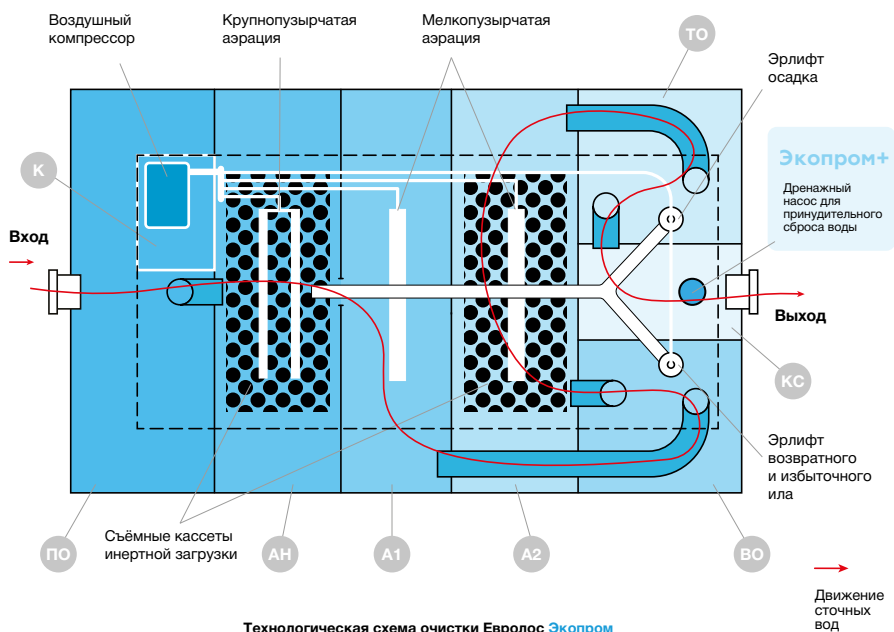 Воздушный
компрессор
Крупнопузырчатая
аэрация
Мелкопузырчатая
аэрация
ТО
Эрлифт
осадка
Экопром+
Дренажный
насос для
принудительного
сброса воды
К
Вход
Выход
КС
Эрлифт
возвратного
и избыточного
ила
ПО
Съёмные кассеты
инертной загрузки
АН
А1
А2
ВО
Движение
сточных
вод
Технологическая схема очистки Евролос Экопром